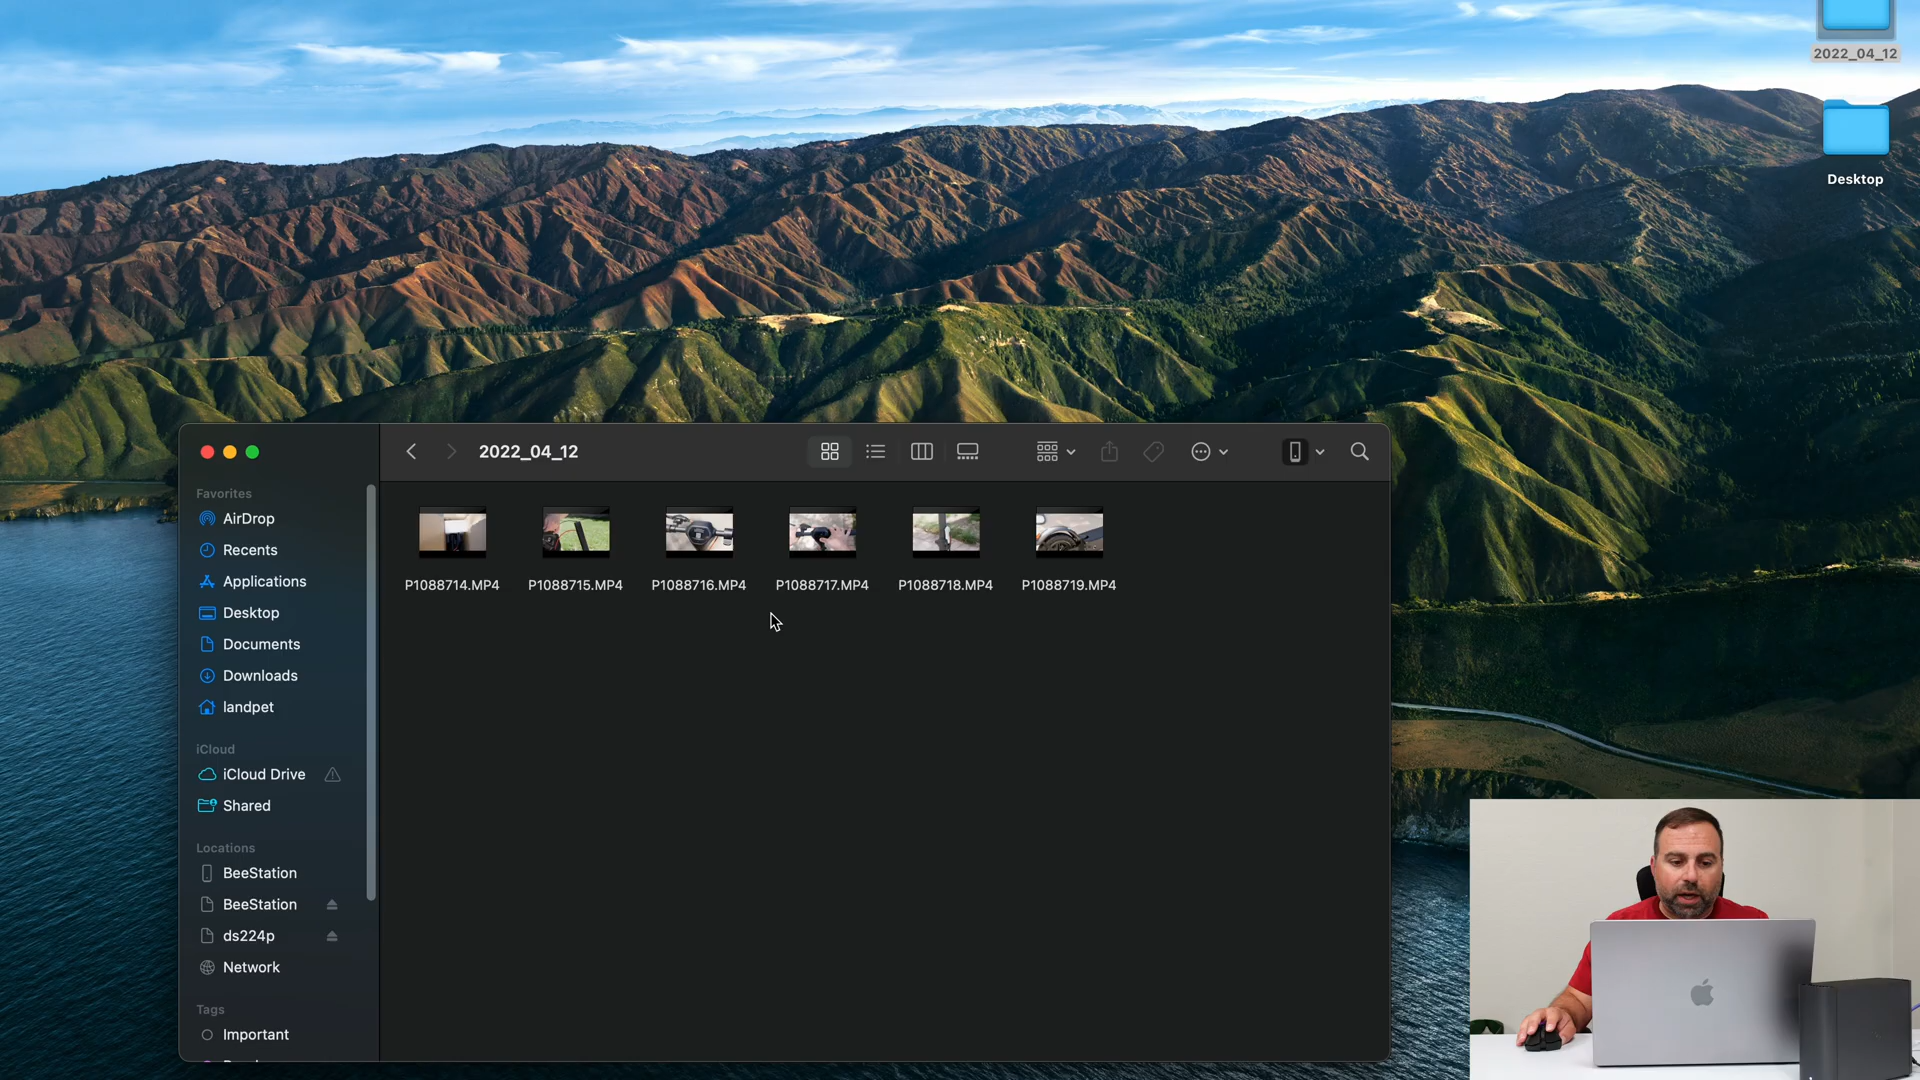 2022_04_12
Desktop
2022_04_12
Favorites
AirDrop
Recents
Applications
Desktop
Documents
Downloads
landpet
iCloud
iCloud Drive
Shared
Locations
BeeStation
BeeStation
ds224p
Network
Tags
Important
P1088714.MP4
P1088715.MP4
P1088716.MP4
P1088717.MP4
P1088718.MP4
P1088719.MP4